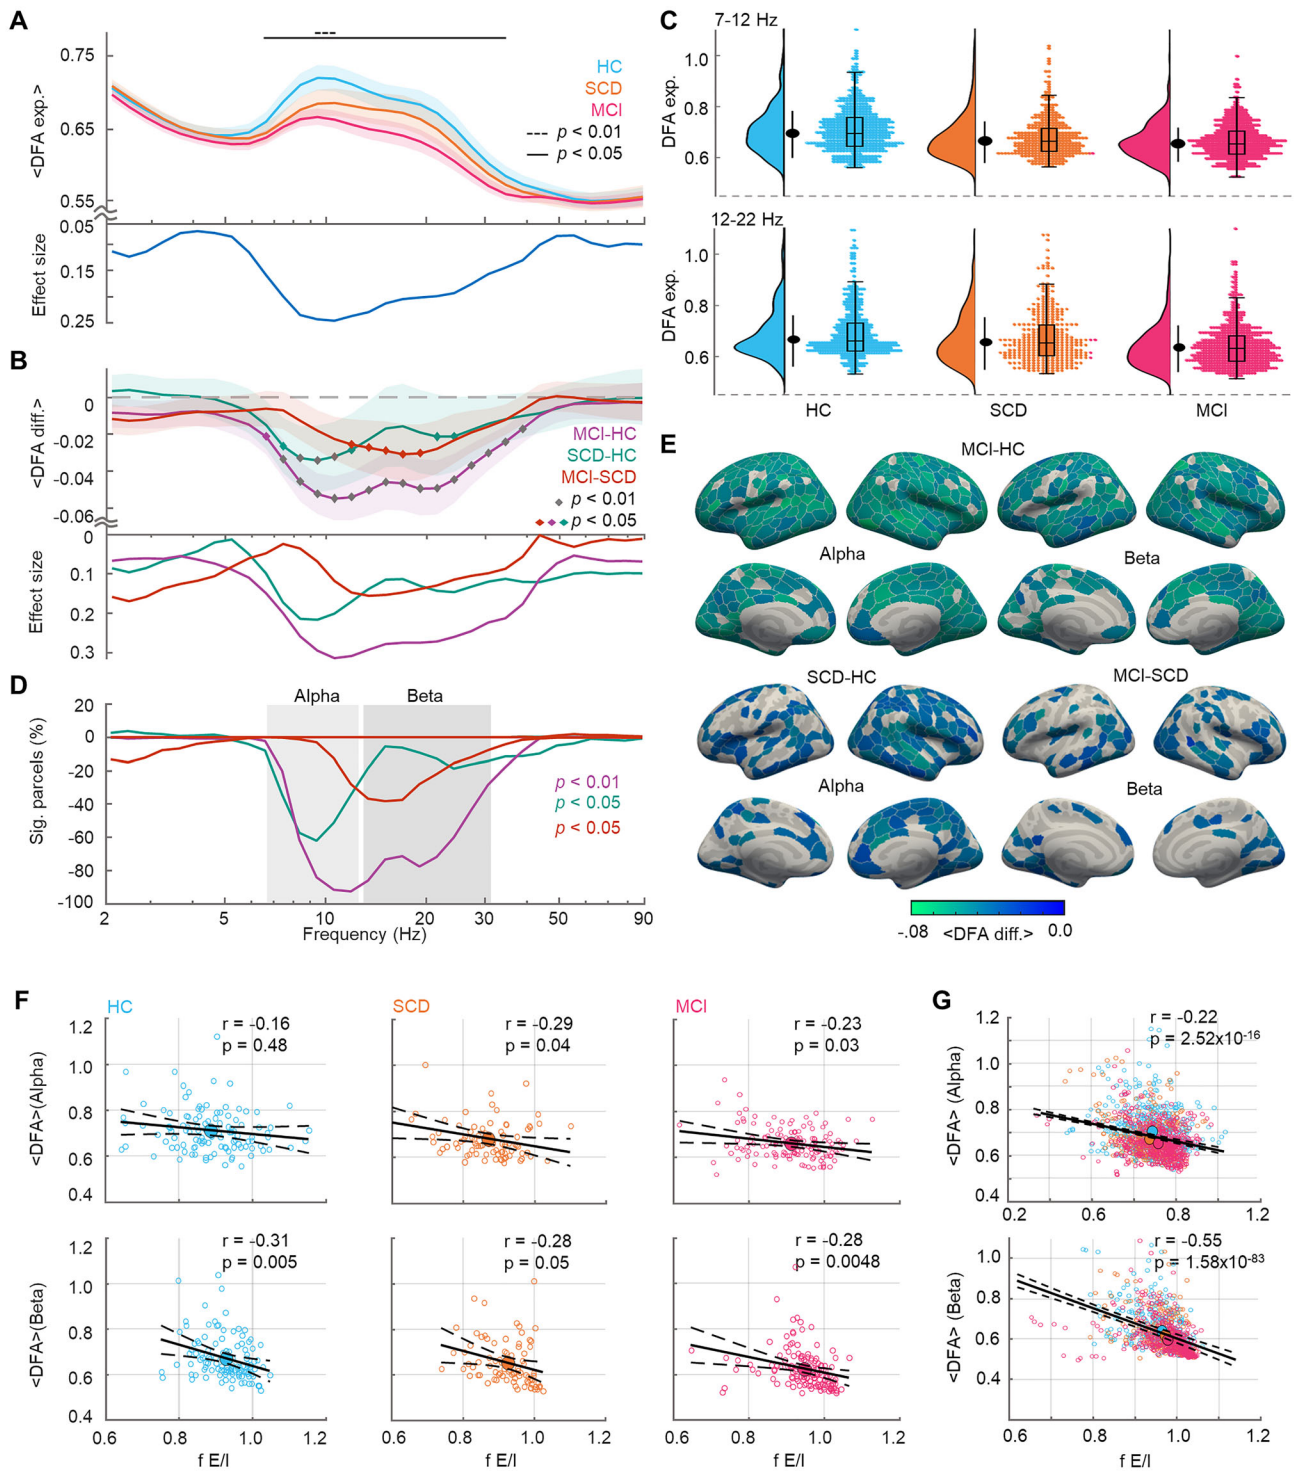 A
0.75
0.65
0.55
<DFA exp.>
HC
SCD
MCI
p < 0.01
p < 0.05
0.05
0.15
0.25
Effect size
B
0
-0.02
-0.04
-0.06
<DFA diff.>
MCI-HC
SCD-HC
MCI-SCD
p < 0.01
p < 0.05
0
0.1
0.2
0.3
Effect size
D
Alpha
Beta
20
0
-20
-40
-60
-80
-100
Sig. parcels (%)
p < 0.01
p < 0.05
p < 0.05
2
5
10
20
30
50
90
Frequency (Hz)
C
7-12 Hz
1.0
0.8
0.6
DFA exp.
12-22 Hz
1.0
0.8
0.6
DFA exp.
HC
SCD
MCI
E
MCI-HC
Alpha
Beta
SCD-HC
MCI-SCD
Alpha
Beta
-.08
<DFA diff.>
0.0
F
HC
r = -0.16
p = 0.48
1.2
1.0
0.8
0.6
0.4
<DFA>(Alpha)
SCD
r = -0.29
p = 0.04
MCI
r = -0.23
p = 0.03
r = -0.31
p = 0.005
1.2
1.0
0.8
0.6
0.4
<DFA>(Beta)
0.6 0.8 1.0 1.2
f E/I
r = -0.28
p = 0.05
0.6 0.8 1.0 1.2
f E/I
r = -0.28
p = 0.0048
0.6 0.8 1.0 1.2
f E/I
G
r = -0.22
p = 2.52x10⁻¹⁶
1.2
1.0
0.8
0.6
0.4
<DFA> (Alpha)
0.2 0.6 0.8 1.0 1.2
r = -0.55
p = 1.58x10⁻⁸³
1.0
0.8
0.6
0.4
<DFA> (Beta)
0.6 0.8 1.0 1.2
f E/I